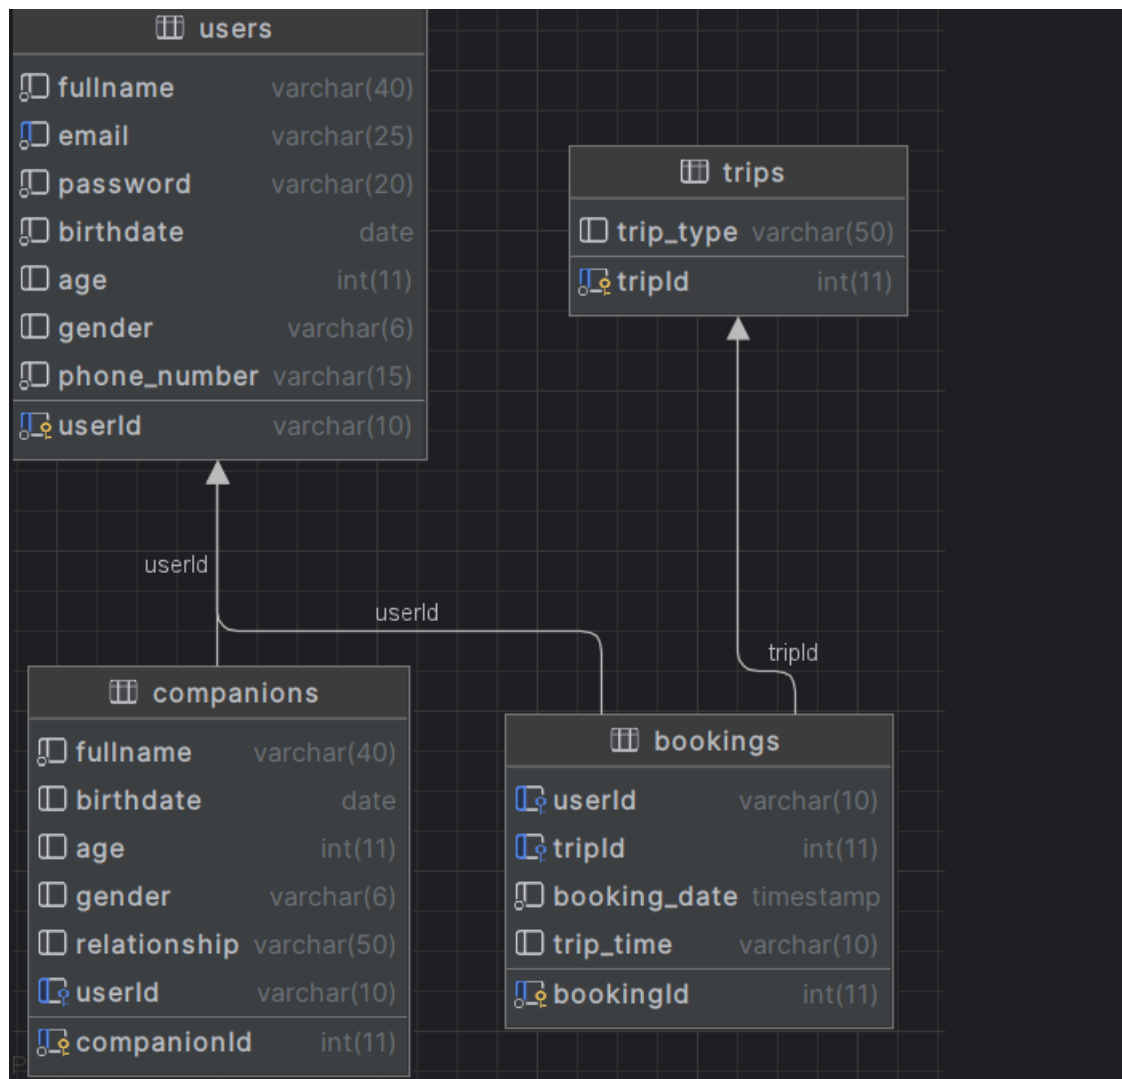 users
fullname varchar(40)
email varchar(25)
password varchar(20)
birthdate date
age int(11)
gender varchar(6)
phone_number varchar(15)
userId varchar(10)
trips
trip_type varchar(50)
tripId int(11)
userId
userId
tripId
companions
fullname varchar(40)
birthdate date
age int(11)
gender varchar(6)
relationship varchar(50)
userId varchar(10)
companionId int(11)
bookings
userId varchar(10)
tripId int(11)
booking_date timestamp
trip_time varchar(10)
bookingId int(11)